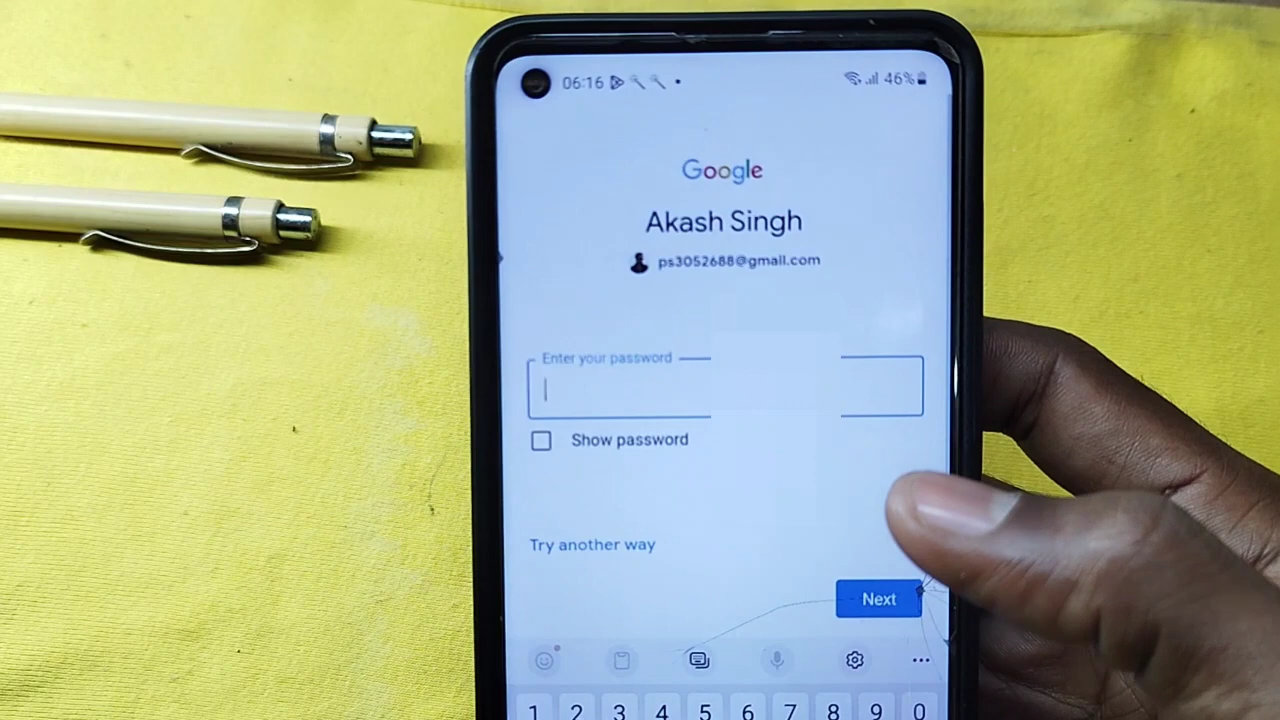 06:16 46%
Google
Akash Singh
ps3052688@gmail.com
Enter your password
Show password
Try another way
Next
1 2 3 4 5 6 7 8 9 0